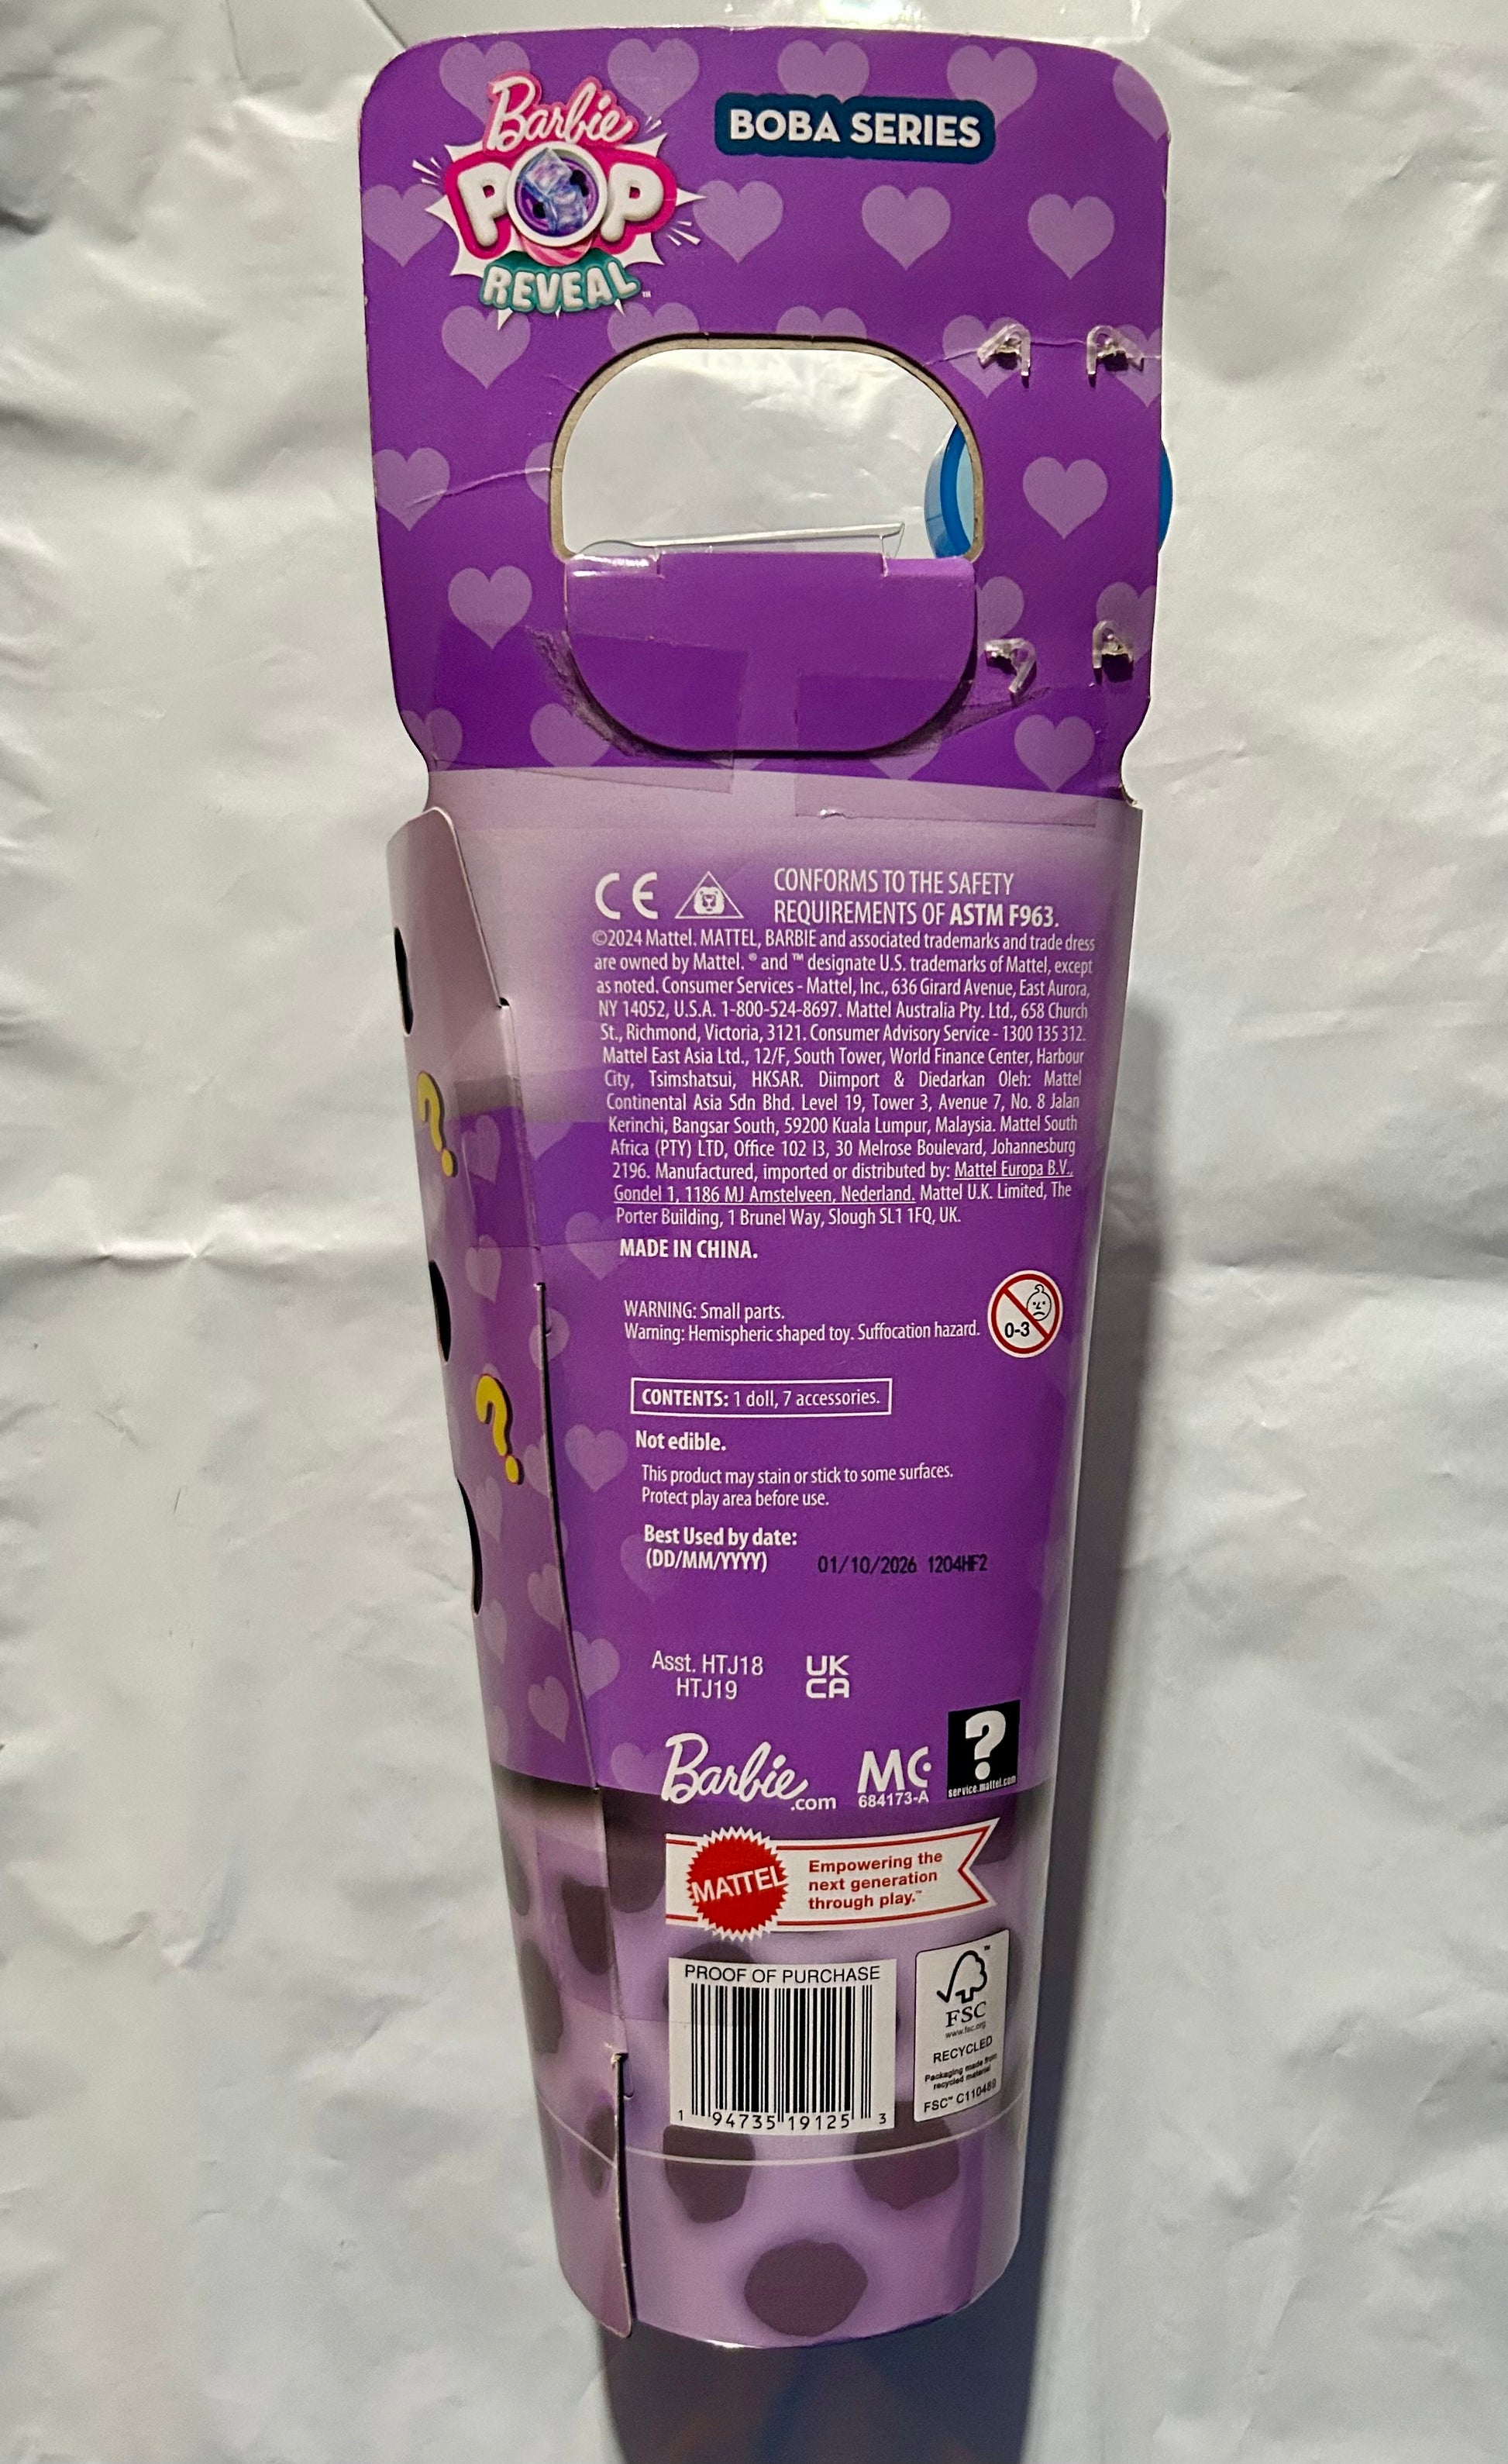 Barbie
POP
REVEAL™
BOBA SERIES
CE
CONFORMS TO THE SAFETY
REQUIREMENTS OF ASTM F963.
©2024 Mattel. MATTEL, BARBIE and associated trademarks and trade dress
are owned by Mattel. ® and ™ designate U.S. trademarks of Mattel, except
as noted. Consumer Services - Mattel, Inc., 636 Girard Avenue, East Aurora,
NY 14052, U.S.A. 1-800-524-8697. Mattel Australia Pty. Ltd., 658 Church
St., Richmond, Victoria, 3121. Consumer Advisory Service - 1300 135 312.
Mattel East Asia Ltd., 12/F, South Tower, World Finance Center, Harbour
City, Tsimshatsui, HKSAR. Diimport & Diedarkan Oleh: Mattel
Continental Asia Sdn Bhd. Level 19, Tower 3, Avenue 7, No. 8 Jalan
Kerinchi, Bangsar South, 59200 Kuala Lumpur, Malaysia. Mattel South
Africa (PTY) LTD, Office 102 I3, 30 Melrose Boulevard, Johannesburg
2196. Manufactured, imported or distributed by: Mattel Europa B.V.,
Gondel 1, 1186 MJ Amstelveen, Nederland. Mattel U.K. Limited, The
Porter Building, 1 Brunel Way, Slough SL1 1FQ, UK.
MADE IN CHINA.
?
WARNING: Small parts.
Warning: Hemispheric shaped toy. Suffocation hazard.
0-3
CONTENTS: 1 doll, 7 accessories.
?
Not edible.
This product may stain or stick to some surfaces.
Protect play area before use.
Best Used by date:
(DD/MM/YYYY) 01/10/2026 1204HF2
Asst. HTJ18
HTJ19
UK
CA
Barbie
.com
MC
684173-A
?
service.mattel.com
MATTEL
Empowering the
next generation
through play.™
PROOF OF PURCHASE
1 94735 19125 3
FSC™
www.fsc.org
RECYCLED
Packaging made from
recycled material
FSC™ C110489